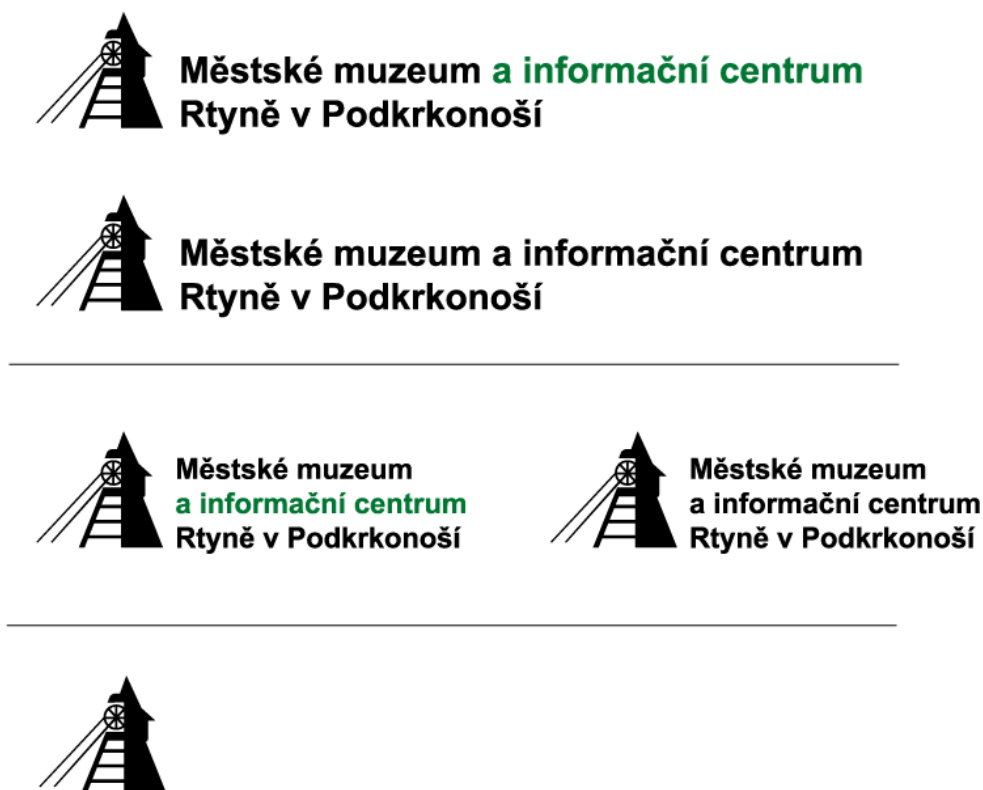 Městské muzeum a informační centrum
Rtyně v Podkrkonoší
Městské muzeum a informační centrum
Rtyně v Podkrkonoší
Městské muzeum
a informační centrum
Rtyně v Podkrkonoší
Městské muzeum
a informační centrum
Rtyně v Podkrkonoší